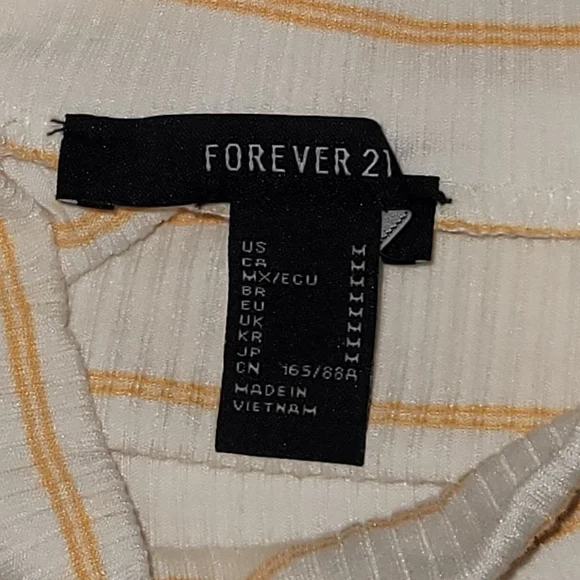 FOREVER 21
US M
CA M
MX/ECU M
BR M
EU M
UK M
KR M
JP M
CN 165/88A
MADE IN
VIETNAM